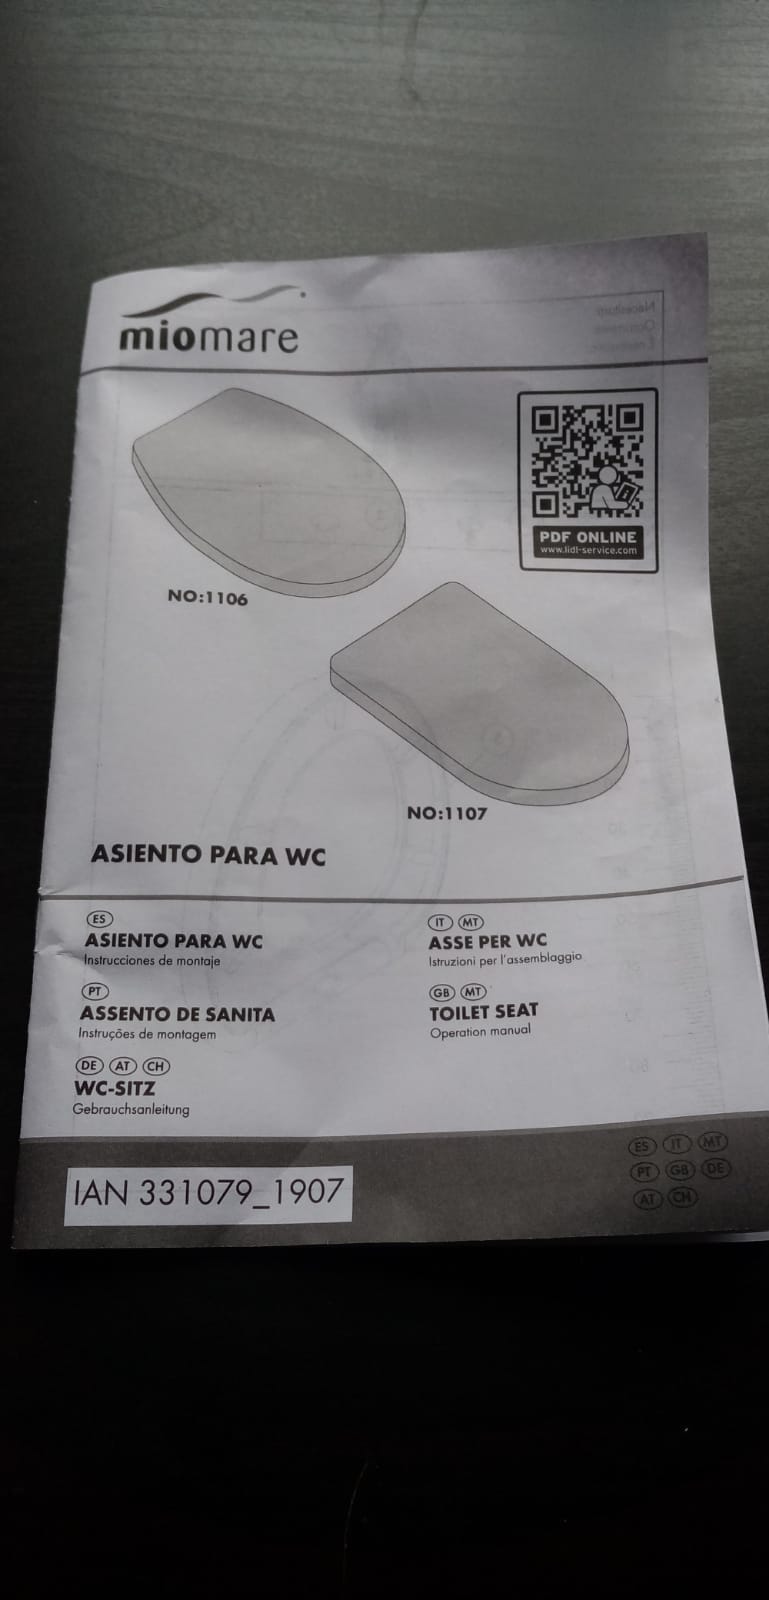 miomare
PDF ONLINE
www.lidl-service.com
NO:1106
NO:1107
ASIENTO PARA WC
ES
ASIENTO PARA WC
Instrucciones de montaje
PT
ASSENTO DE SANITA
Instruções de montagem
DE AT CH
WC-SITZ
Gebrauchsanleitung
IT MT
ASSE PER WC
Istruzioni per l'assemblaggio
GB MT
TOILET SEAT
Operation manual
IAN 331079_1907
ES IT MT
PT GB DE
AT CH